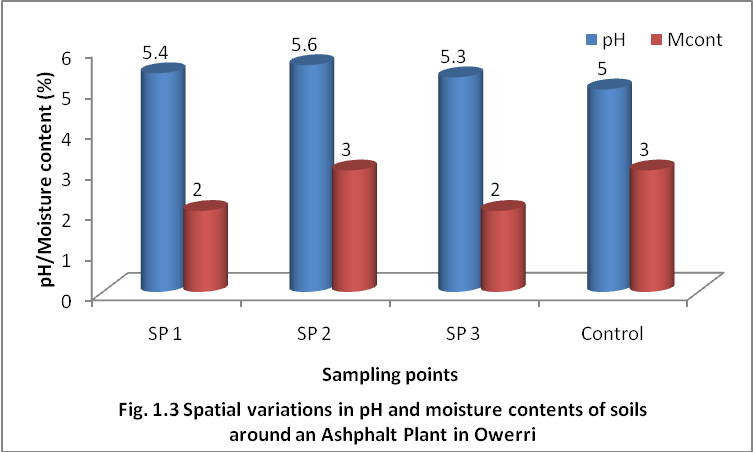 pH Mcont
pH/Moisture content (%)
6
5
4
3
2
1
0
5.4
2
5.6
3
5.3
2
5
3
SP 1 SP 2 SP 3 Control
Sampling points
Fig. 1.3 Spatial variations in pH and moisture contents of soils
around an Ashphalt Plant in Owerri